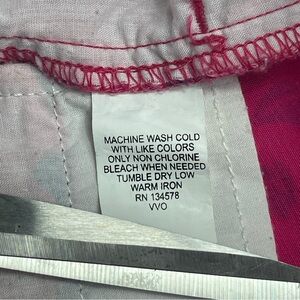 MACHINE WASH COLD
WITH LIKE COLORS
ONLY NON CHLORINE
BLEACH WHEN NEEDED
TUMBLE DRY LOW
WARM IRON
RN 134578
VVO